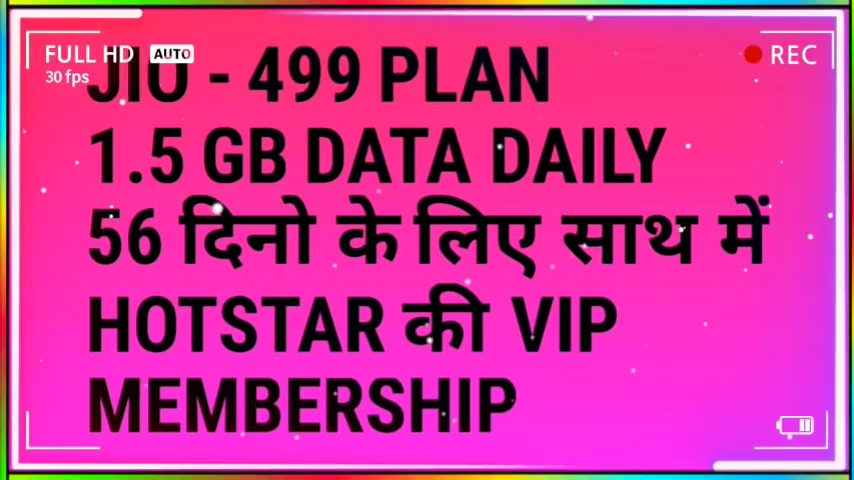 FULL HD AUTO
REC
30 fps
JIO - 499 PLAN
1.5 GB DATA DAILY
56 दिनो के लिए साथ में
HOTSTAR की VIP
MEMBERSHIP